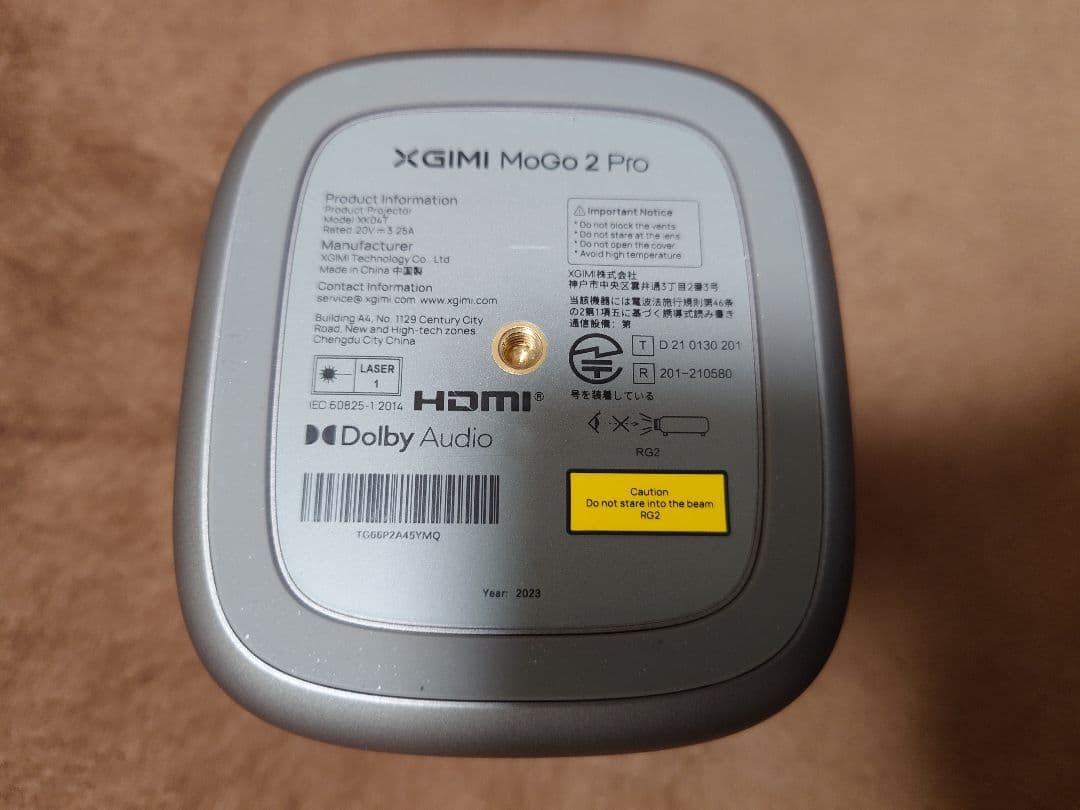 XGIMI MoGo 2 Pro
Product Information
Product:Projector
Model:XK04T
Rated:20V⎓3.25A
Manufacturer
XGIMI Technology Co., Ltd
Made in China 中国製
Contact Information
service@xgimi.com www.xgimi.com
Building A4, No. 1129 Century City
Road, New and High-tech zones,
Chengdu City China
LASER
1
IEC 60825-1:2014
HDMI®
Dolby Audio
TG66P2A45YMQ
⚠ Important Notice
* Do not block the vents
* Do not stare at the lens
* Do not open the cover
* Avoid high temperature
XGIMI株式会社
神户市中央区雲井通3丁目2番3号
当該機器には電波法施行規則第46条
の2第1項五に基づく誘導式読み書き
通信設備：第
T D 21 0130 201
R 201-210580
号を装着している
RG2
Caution
Do not stare into the beam
RG2
Year: 2023